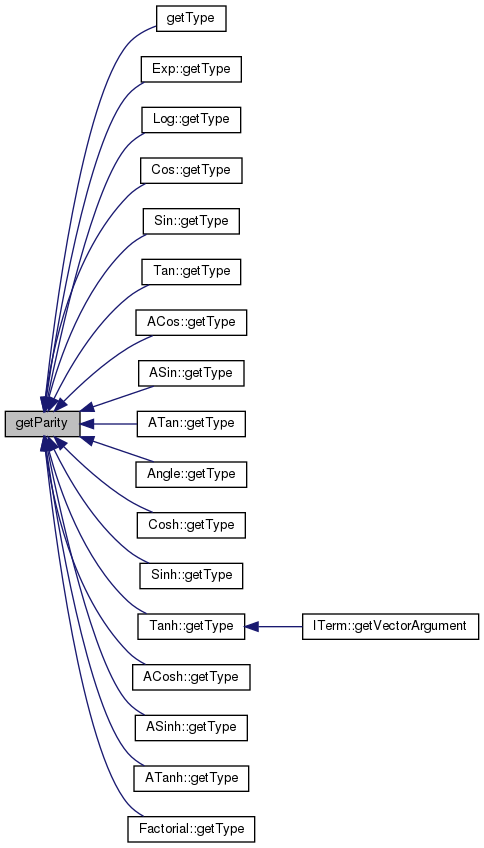 getType
Exp::getType
Log::getType
Cos::getType
Sin::getType
Tan::getType
ACos::getType
ASin::getType
getParity
ATan::getType
Angle::getType
Cosh::getType
Sinh::getType
Tanh::getType
ITerm::getVectorArgument
ACosh::getType
ASinh::getType
ATanh::getType
Factorial::getType